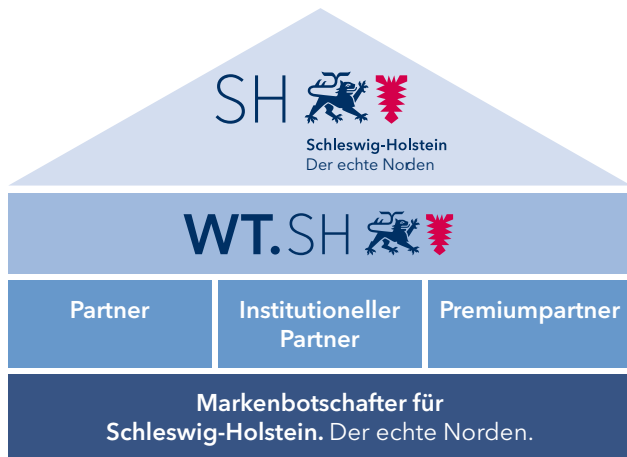 SH
Schleswig-Holstein
Der echte Norden
WT.SH
Partner
Institutioneller
Partner
Premiumpartner
Markenbotschafter für
Schleswig-Holstein. Der echte Norden.